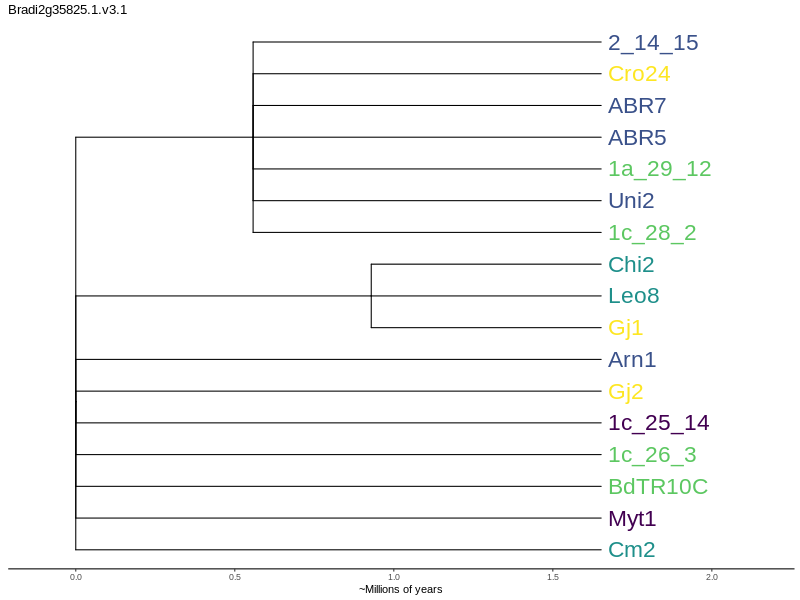 Bradi2g35825.1.v3.1
2_14_15
Cro24
ABR7
ABR5
1a_29_12
Uni2
1c_28_2
Chi2
Leo8
Gj1
Arn1
Gj2
1c_25_14
1c_26_3
BdTR10C
Myt1
Cm2
0.0 0.5 1.0 1.5 2.0
~Millions of years